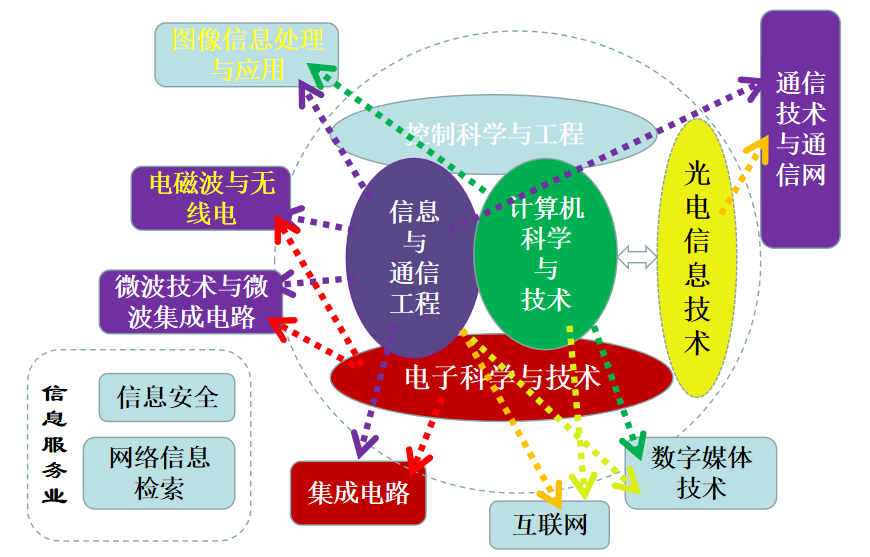 图像信息处理
与应用
控制科学与工程
通信
技术
与通
信网
电磁波与无
线电
信息
与
通信
工程
计算机
科学
与
技术
光
电
信
息
技
术
微波技术与微
波集成电路
电子科学与技术
信
息
服
务
业
信息安全
网络信息
检索
集成电路
互联网
数字媒体
技术